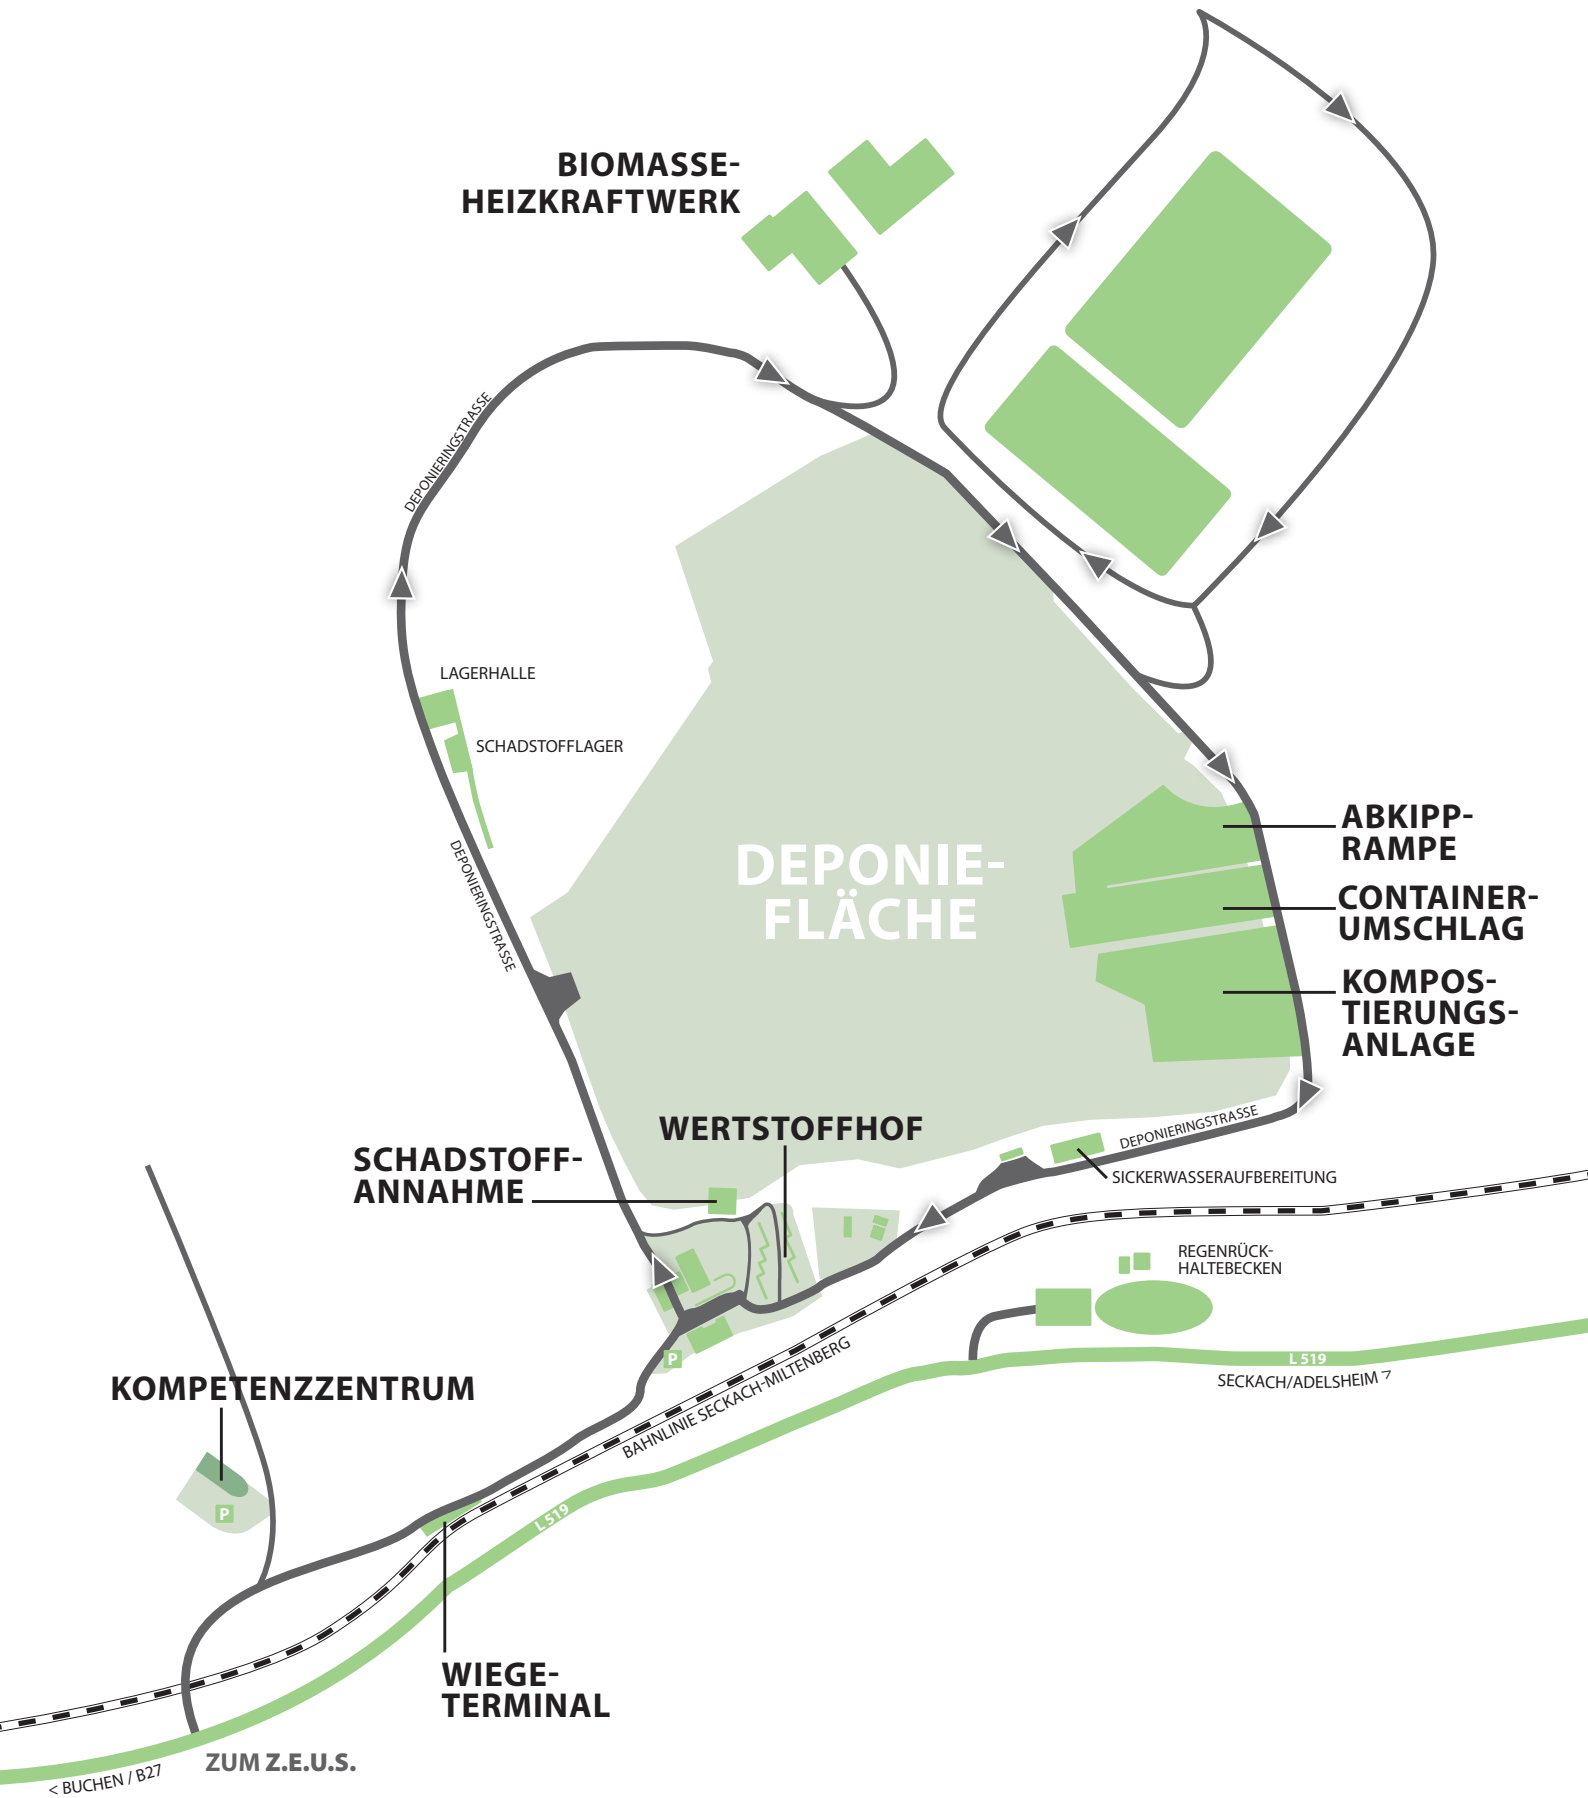 BIOMASSE-
HEIZKRAFTWERK
DEPONIERINGSTRASSE
LAGERHALLE
SCHADSTOFFLAGER
DEPONIERINGSTRASSE
DEPONIE-
FLÄCHE
ABKIPP-
RAMPE
CONTAINER-
UMSCHLAG
KOMPOS-
TIERUNGS-
ANLAGE
WERTSTOFFHOF
SCHADSTOFF-
ANNAHME
DEPONIERINGSTRASSE
SICKERWASSERAUFBEREITUNG
REGENRÜCK-
HALTEBECKEN
P
L 519
SECKACH/ADELSHEIM >
BAHNLINIE SECKACH-MILTENBERG
KOMPETENZZENTRUM
P
L 519
WIEGE-
TERMINAL
ZUM Z.E.U.S.
< BUCHEN / B27